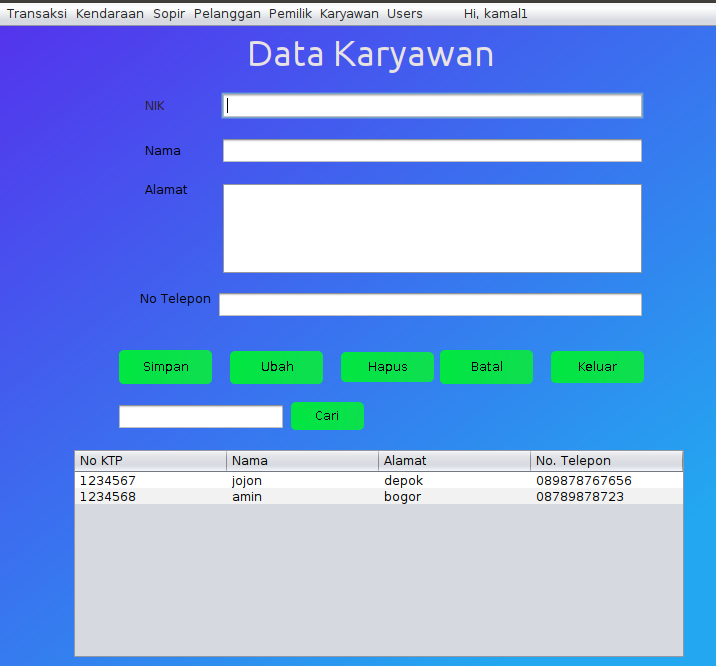 Transaksi Kendaraan Sopir Pelanggan Pemilik Karyawan Users Hi, kamal1
Data Karyawan
NIK
Nama
Alamat
No Telepon
Simpan Ubah Hapus Batal Keluar
Cari
No KTP Nama Alamat No. Telepon
1234567 jojon depok 089878767656
1234568 amin bogor 08789878723